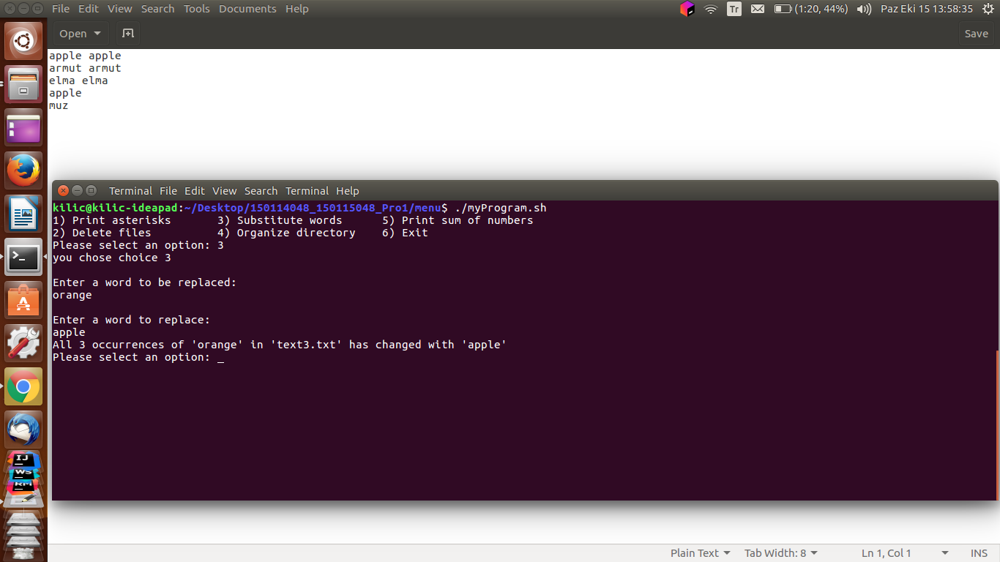 File Edit View Search Tools Documents Help
Tr (1:20, 44%) Paz Eki 15 13:58:35
Open Save
apple apple
armut armut
elma elma
apple
muz
Terminal File Edit View Search Terminal Help
kilic@kilic-ideapad:~/Desktop/150114048_150115048_Pro1/menu$ ./myProgram.sh
1) Print asterisks 3) Substitute words 5) Print sum of numbers
2) Delete files 4) Organize directory 6) Exit
Please select an option: 3
you chose choice 3
Enter a word to be replaced:
orange
Enter a word to replace:
apple
All 3 occurrences of 'orange' in 'text3.txt' has changed with 'apple'
Please select an option: _
IJ
WS
RM
Plain Text Tab Width: 8 Ln 1, Col 1 INS